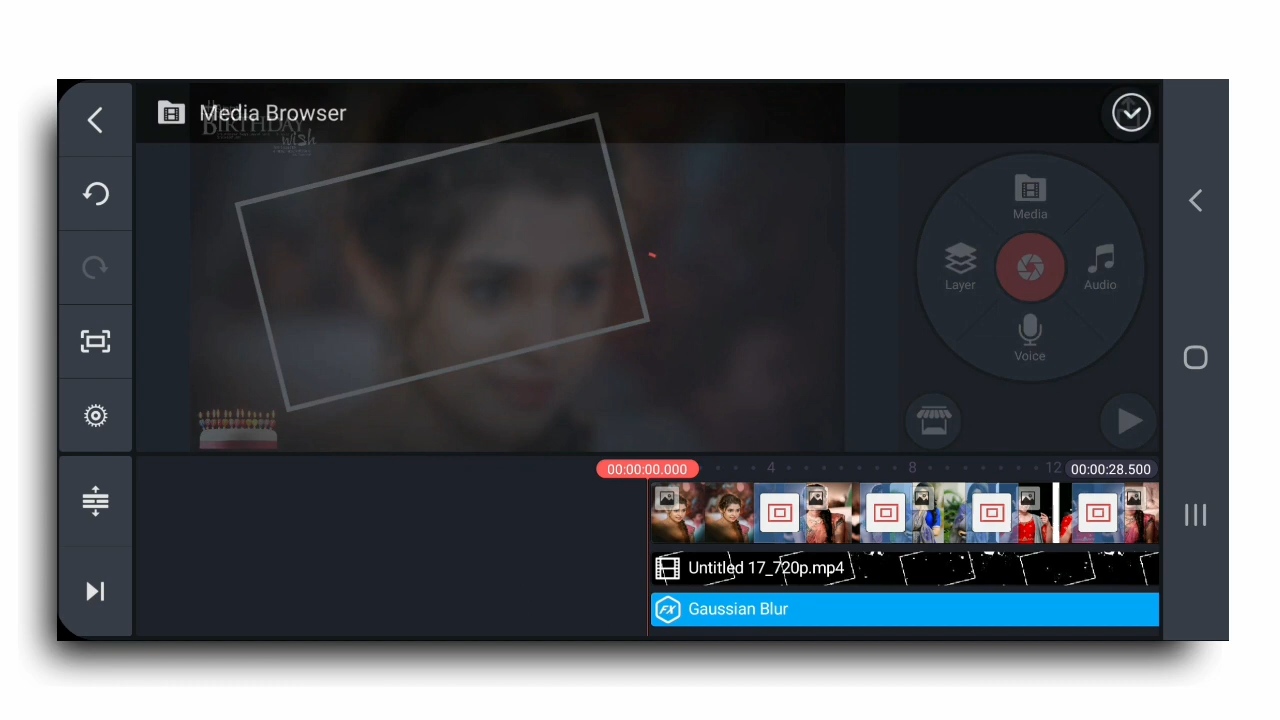 Media Browser
BIRTHDAY
wish
Media
Layer
Audio
Voice
00:00:00.000
4
8
12
00:00:28.500
Untitled 17_720p.mp4
FX
Gaussian Blur